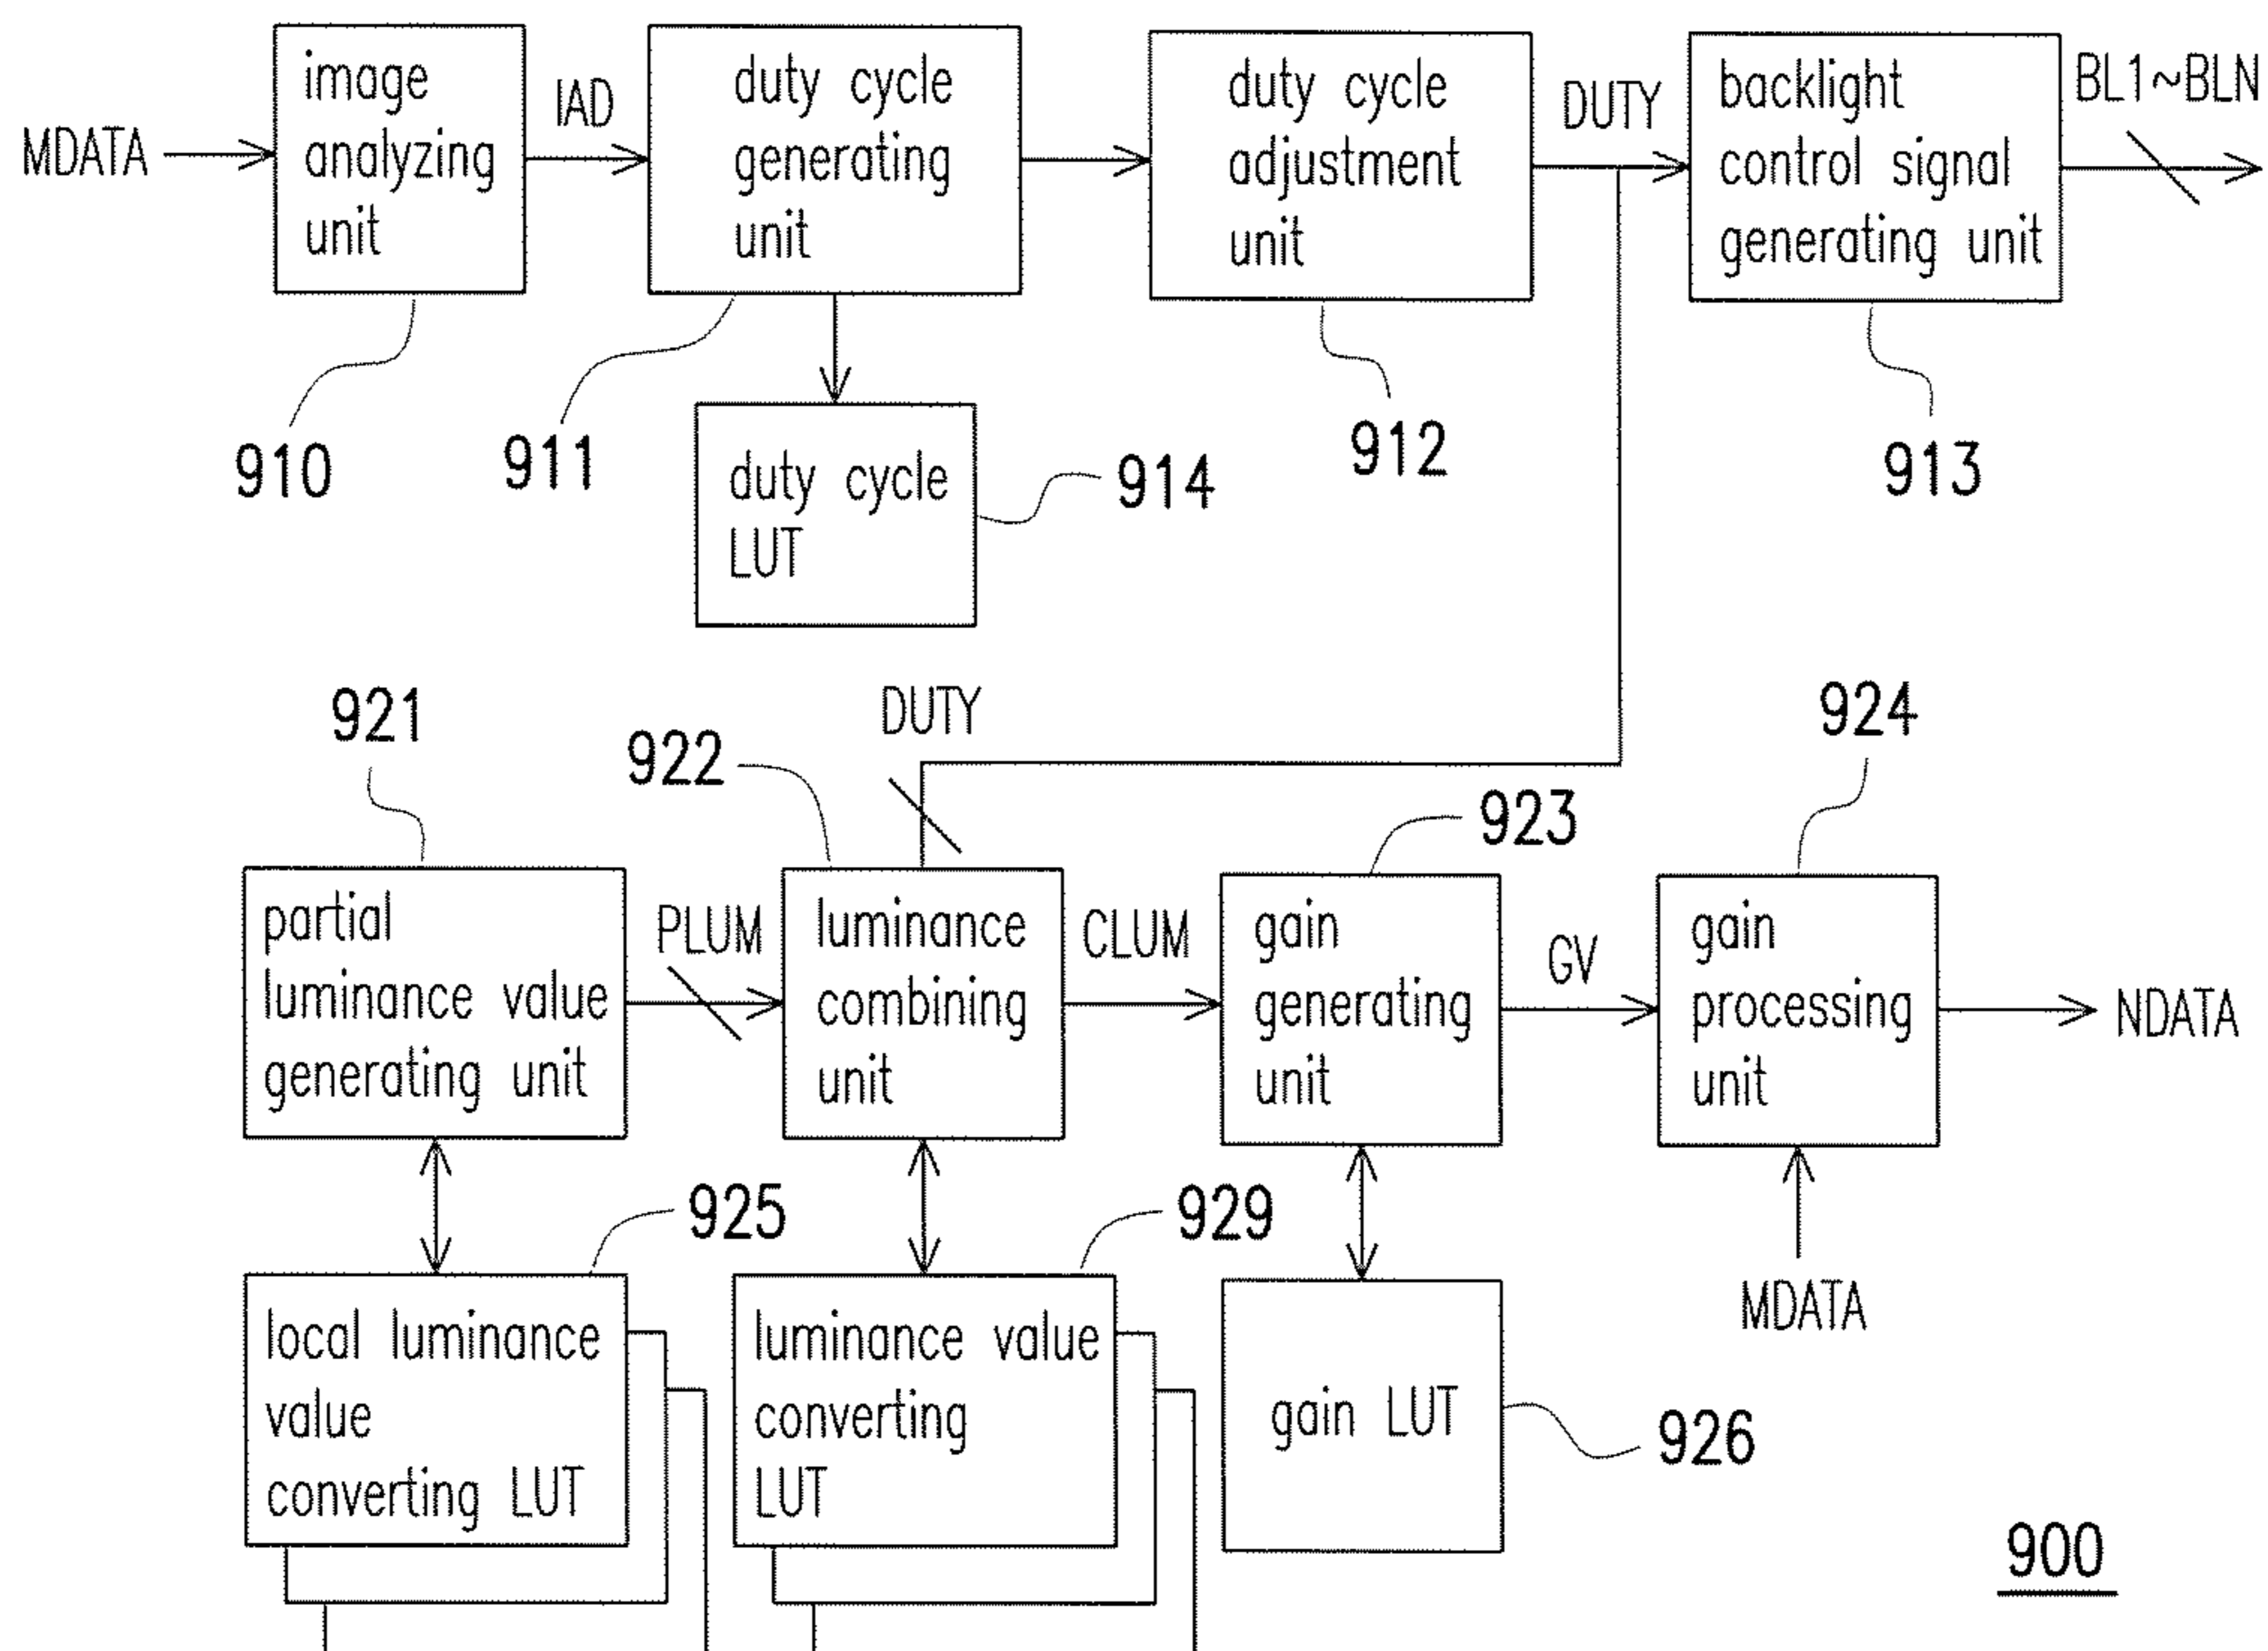 MDATA
image
analyzing
unit
IAD
duty cycle
generating
unit
duty cycle
adjustment
unit
DUTY
backlight
control signal
generating unit
BL1~BLN
910
911
912
913
duty cycle
LUT
914
921
922
DUTY
923
924
partial
luminance value
generating unit
PLUM
luminance
combining
unit
CLUM
gain
generating
unit
GV
gain
processing
unit
NDATA
925
929
MDATA
local luminance
value
converting LUT
luminance value
converting
LUT
gain LUT
926
900